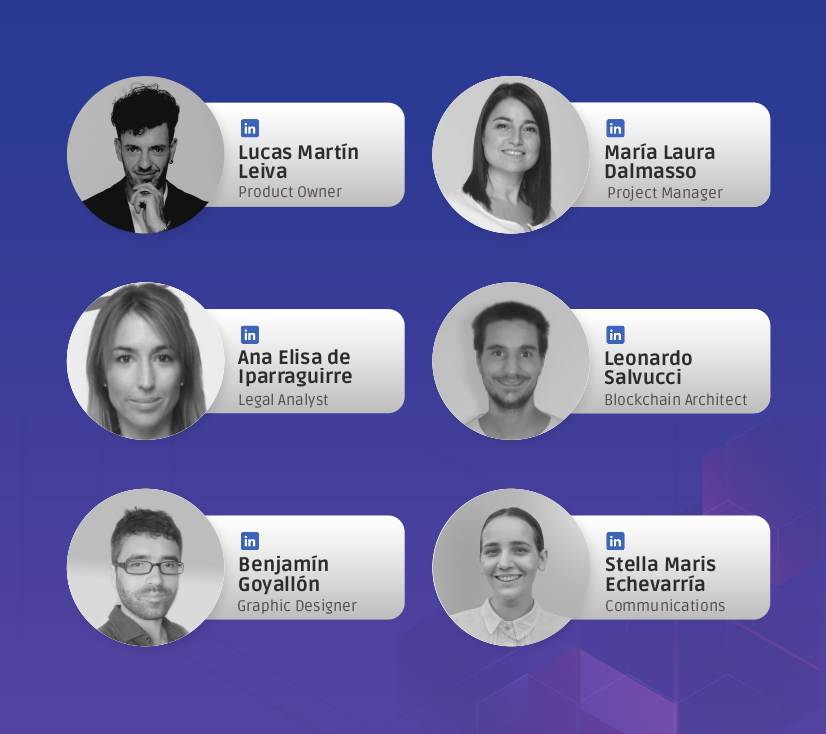 in
Lucas Martín
Leiva
Product Owner
in
María Laura
Dalmasso
Project Manager
in
Ana Elisa de
Iparraguirre
Legal Analyst
in
Leonardo
Salvucci
Blockchain Architect
in
Benjamín
Goyallón
Graphic Designer
in
Stella Maris
Echevarría
Communications